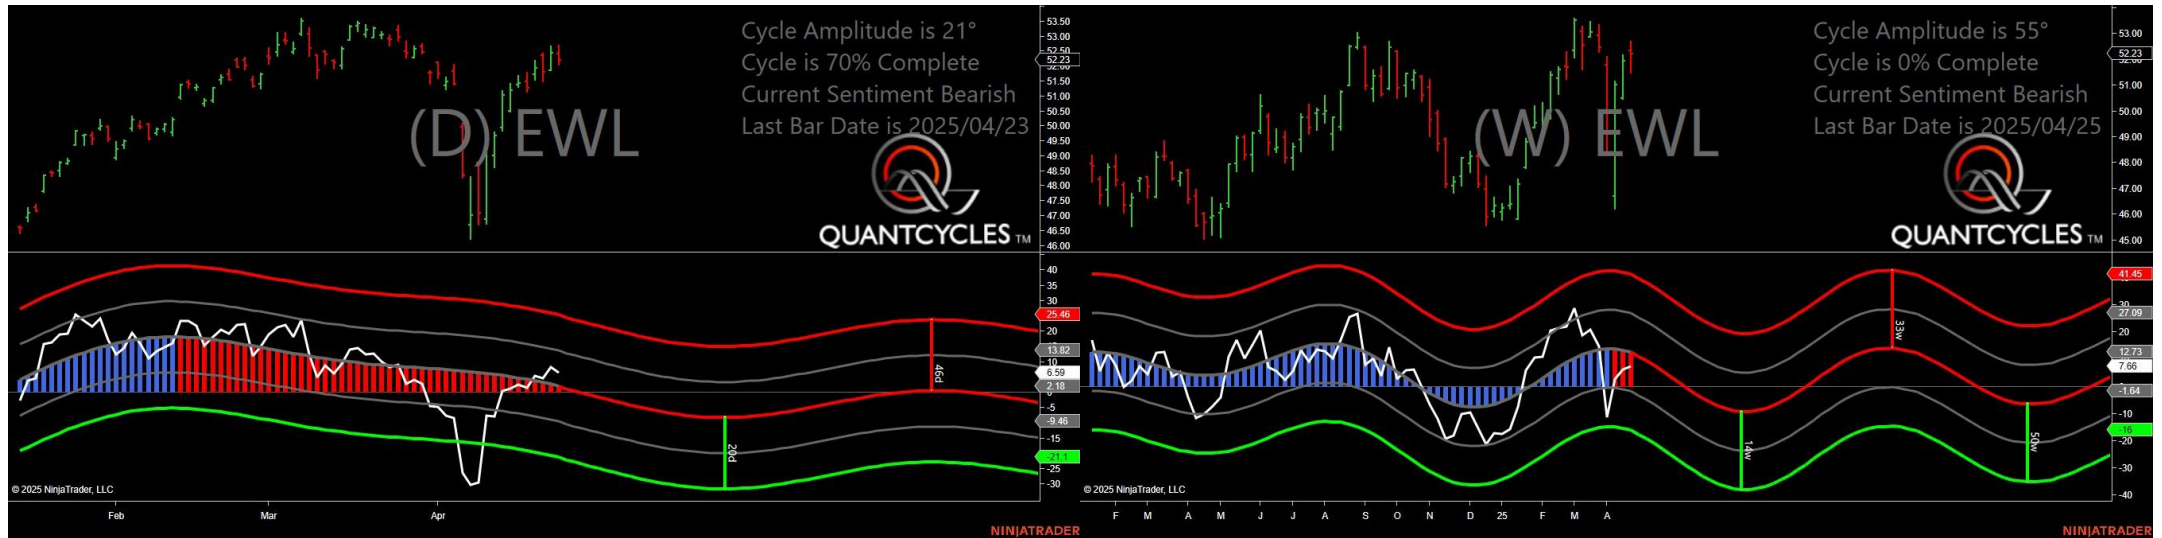 Cycle Amplitude is 21°
Cycle is 70% Complete
Current Sentiment Bearish
Last Bar Date is 2025/04/23
(D) EWL
QUANTCYCLES TM
53.50
53.00
52.50
52.23
52.00
51.50
51.00
50.50
50.00
49.50
49.00
48.50
48.00
47.50
47.00
46.50
46.00
40
35
30
25.46
20
13.82
10
6.59
2.18
0
-5
-9.46
-15
-21.1
-25
-30
46d
20d
© 2025 NinjaTrader, LLC
Feb
Mar
Apr
NINJATRADER
Cycle Amplitude is 55°
Cycle is 0% Complete
Current Sentiment Bearish
Last Bar Date is 2025/04/25
(W) EWL
QUANTCYCLES TM
53.00
52.23
52.00
51.00
50.00
49.00
48.00
47.00
46.00
45.00
41.45
30
27.09
20
12.73
7.66
-1.64
-10
-16
-20
-30
-40
33w
14w
50w
© 2025 NinjaTrader, LLC
F
M
A
M
J
J
A
S
O
N
D
25
F
M
A
NINJATRADER